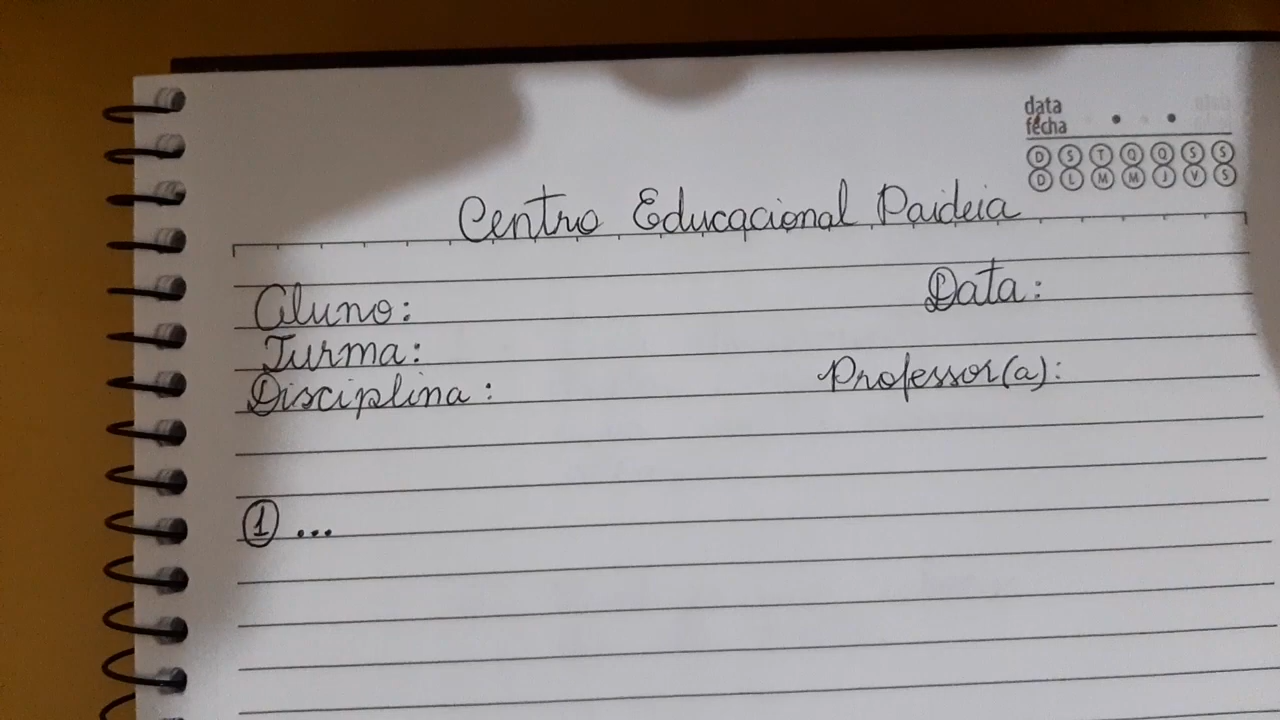 data
fecha
D S T Q Q S S
D L M M J V S
Centro Educacional Paideia
Aluno:
Data:
Turma:
Disciplina:
Professor(a):
1 ...